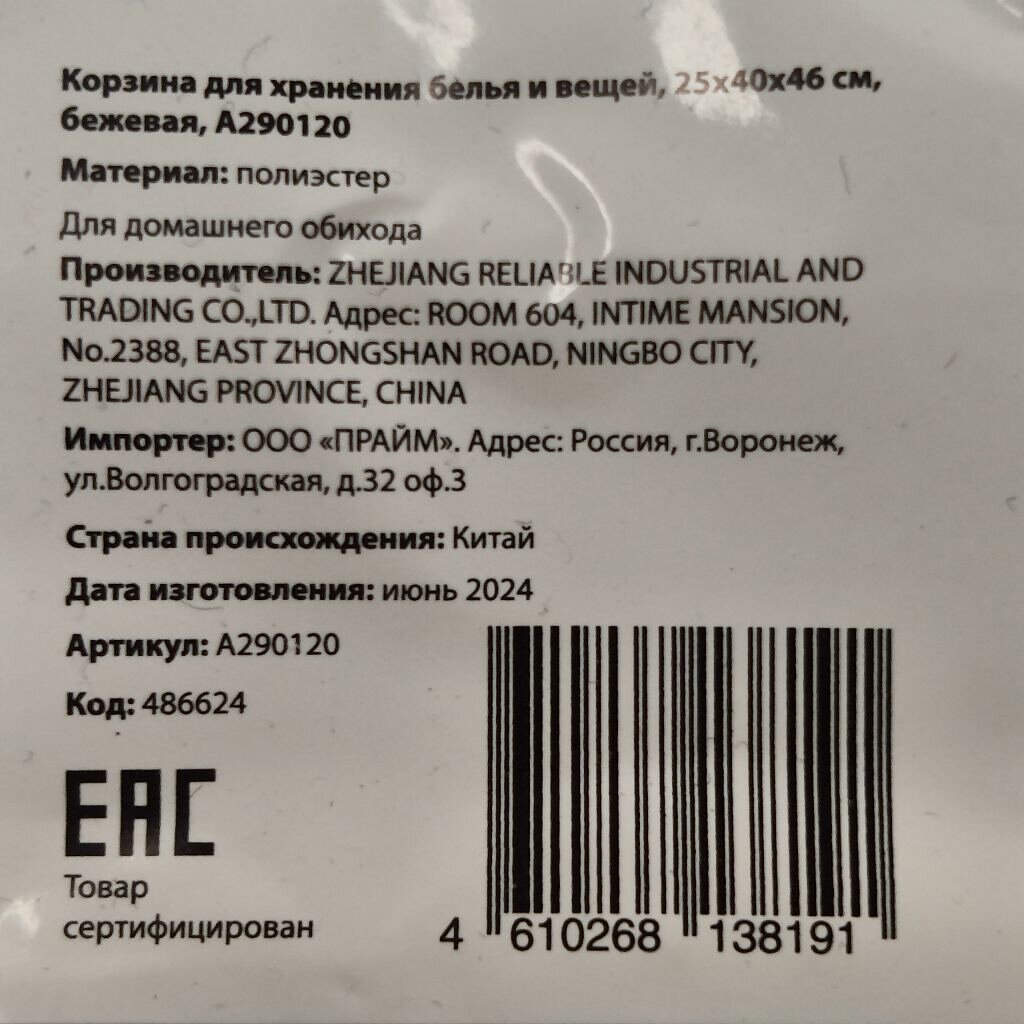 Корзина для хранения белья и вещей, 25х40х46 см,
бежевая, А290120
Материал: полиэстер
Для домашнего обихода
Производитель: ZHEJIANG RELIABLE INDUSTRIAL AND
TRADING CO.,LTD. Адрес: ROOM 604, INTIME MANSION,
No.2388, EAST ZHONGSHAN ROAD, NINGBO CITY,
ZHEJIANG PROVINCE, CHINA
Импортер: ООО «ПРАЙМ». Адрес: Россия, г.Воронеж,
ул.Волгоградская, д.32 оф.3
Страна происхождения: Китай
Дата изготовления: июнь 2024
Артикул: А290120
Код: 486624
EAC
Товар
сертифицирован
4 610268 138191